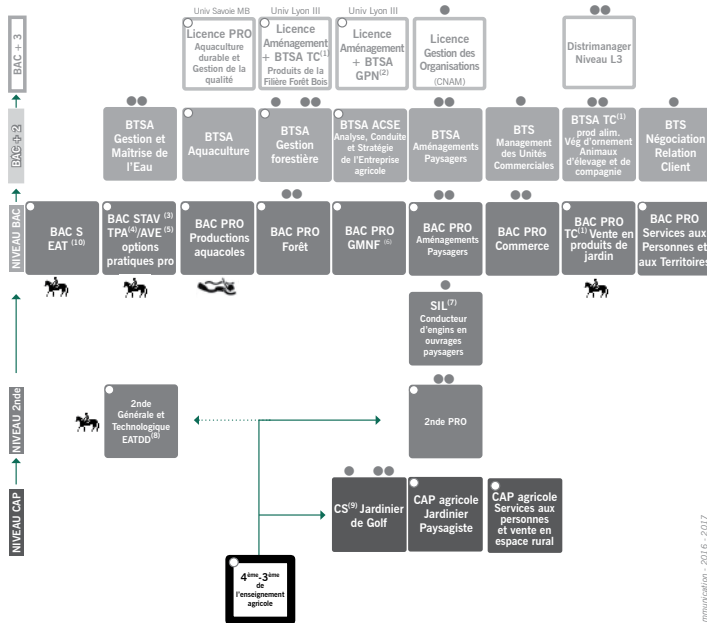 Univ Savoie MB
Univ Lyon III
Univ Lyon III
BAC + 3
Licence PRO
Aquaculture
durable et
Gestion de la
qualité
Licence
Aménagement
+ BTSA TC(1)
Produits de la
Filière Forêt Bois
Licence
Aménagement
+ BTSA
GPN(2)
Licence
Gestion des
Organisations
(CNAM)
Distrimanager
Niveau L3
BAC + 2
BTSA
Gestion et
Maîtrise de
l'Eau
BTSA
Aquaculture
BTSA
Gestion
forestière
BTSA ACSE
Analyse, Conduite
et Stratégie
de l'Entreprise
agricole
BTSA
Aménagements
Paysagers
BTS
Management
des Unités
Commerciales
BTSA TC(1)
prod alim.
Vég d'ornement
Animaux
d'élevage et de
compagnie
BTS
Négociation
Relation
Client
NIVEAU BAC
BAC S
EAT (10)
BAC STAV (3)
TPA(4)/AVE (5)
options
pratiques pro
BAC PRO
Productions
aquacoles
BAC PRO
Forêt
BAC PRO
GMNF (6)
BAC PRO
Aménagements
Paysagers
BAC PRO
Commerce
BAC PRO
TC(1) Vente en
produits de
jardin
BAC PRO
Services aux
Personnes et
aux Territoires
SIL(7)
Conducteur
d'engins en
ouvrages
paysagers
NIVEAU 2nde
2nde
Générale et
Technologique
EATDD(8)
2nde PRO
NIVEAU CAP
CS(9) Jardinier
de Golf
CAP agricole
Jardinier
Paysagiste
CAP agricole
Services aux
personnes
et vente en
espace rural
4ème-3ème
de
l'enseignement
agricole
mmunication - 2016 - 2017